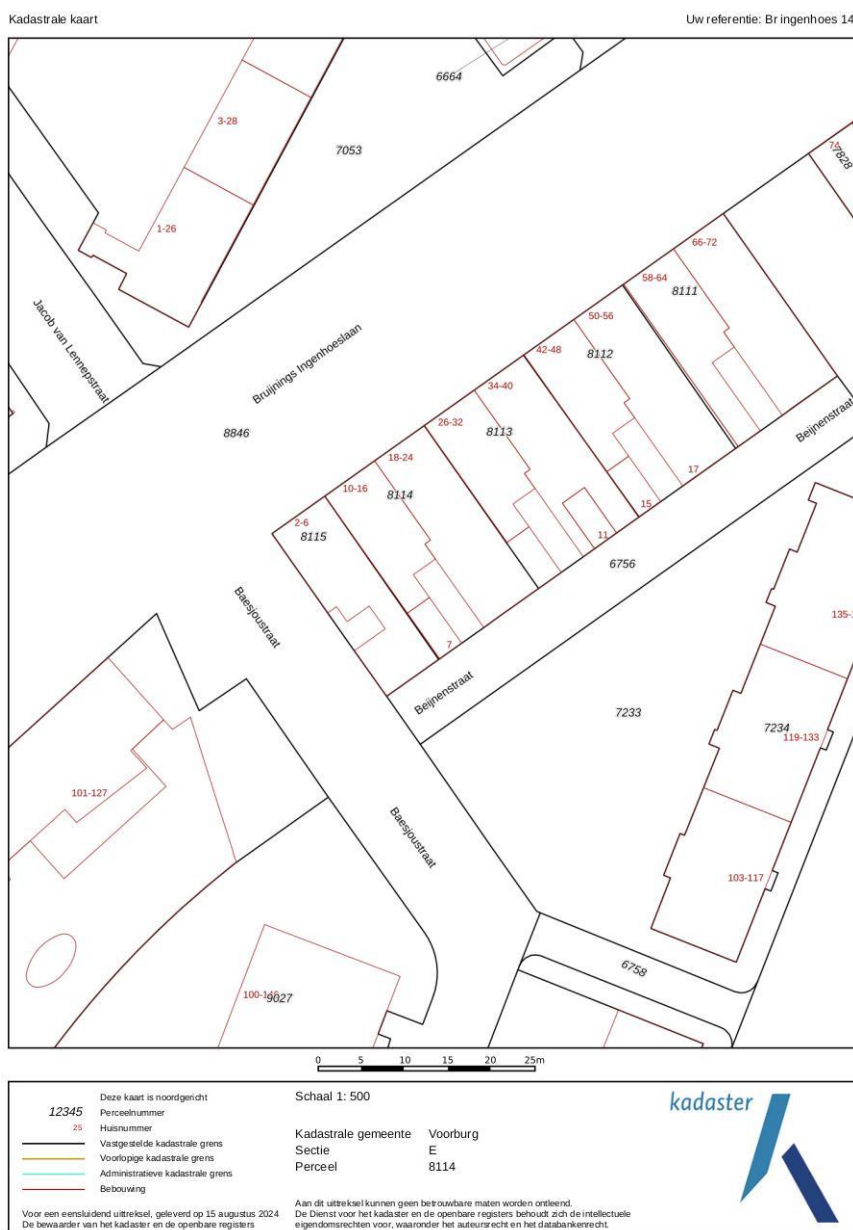 Kadastrale kaart
Uw referentie: Br ingenhoes 14
6664
3-28
7053
74
7828
1-26
66-72
58-64
8111
Jacob van Lennepstraat
Bruijnings Ingenhoeslaan
50-56
42-48
8112
34-40
26-32
8113
8846
18-24
10-16
8114
Beijnenstraat
17
15
2-6
8115
11
6756
Baesjoustraat
7
Beijnenstraat
7233
7234
119-133
101-127
Baesjoustraat
103-117
6758
9027
0 5 10 15 20 25m
Deze kaart is noordgericht
12345 Perceelnummer
25 Huisnummer
Vastgestelde kadastrale grens
Voorlopige kadastrale grens
Administratieve kadastrale grens
Bebouwing
Voor een eensluidend uittreksel, geleverd op 15 augustus 2024
De bewaarder van het kadaster en de openbare registers
Schaal 1: 500
Kadastrale gemeente Voorburg
Sectie E
Perceel 8114
Aan dit uittreksel kunnen geen betrouwbare maten worden ontleend.
De Dienst voor het kadaster en de openbare registers behoudt zich de intellectuele
eigendomsrechten voor, waaronder het auteursrecht en het databankenrecht.
kadaster